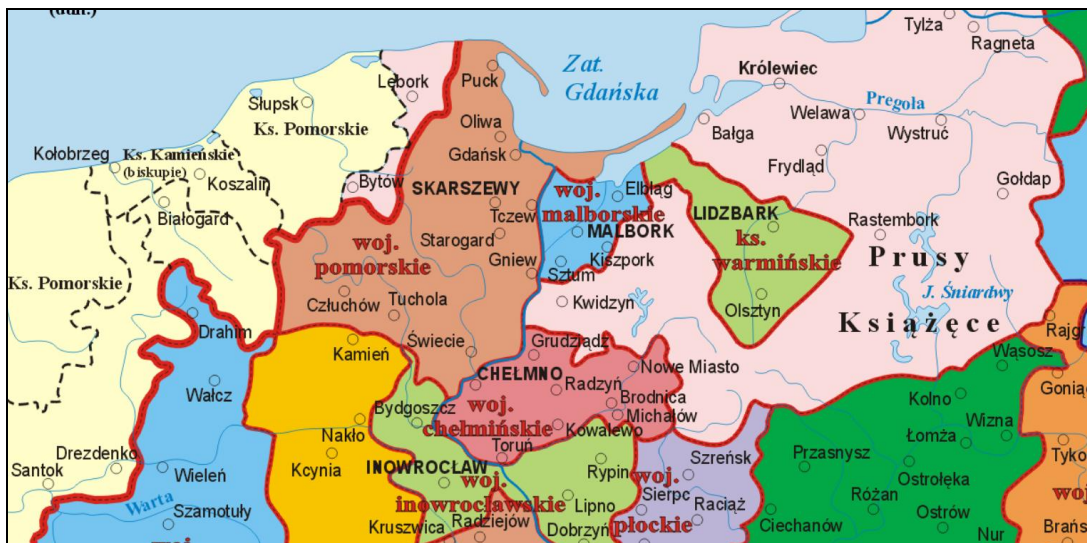 (duń.)
Tylża
Ragneta
Zat.
Gdańska
Puck
Królewiec
Lębork
Słupsk
Ks. Pomorskie
Welawa
Pregoła
Wystruć
Bałga
Oliwa
Gdańsk
Frydląd
Kołobrzeg
Ks. Kamieńskie
(biskupie)
Koszalin
Bytów
SKARSZEWY
woj.
malborskie
Elbląg
Gołdap
Białogard
Tczew
LIDZBARK
Rastembork
woj.
pomorskie
Starogard
MALBORK
Kiszpork
ks.
warmińskie
Gniew
Sztum
Prusy
Książęce
Ks. Pomorskie
Człuchów
Tuchola
Kwidzyń
Olsztyn
J. Śniardwy
Drahim
Kamień
Świecie
Grudziądz
Rajgr
Wąsosz
CHEŁMNO
Nowe Miasto
Radzyń
Gonią
Wałcz
Brodnica
Kolno
Bydgoszcz
woj.
chełmińskie
Michałów
Wizna
Nakło
Kowalewo
Łomża
Toruń
Drezdenko
Kcynia
INOWROCŁAW
Szreńsk
Przasnysz
Tyko
Santok
Wieleń
Rypin
woj.
Ostrołęka
woj.
inowrocławskie
Sierpc
Warta
Szamotuły
Lipno
Raciąż
Różan
woj
Kruszwica
Radziejów
Dobrzyń
płockie
Ciechanów
Ostrów
Brańs
Nur